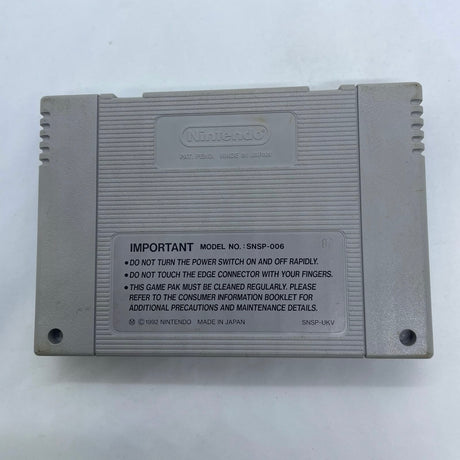 Nintendo
PAT. PEND. MADE IN JAPAN
IMPORTANT MODEL NO.: SNSP-006
• DO NOT TURN THE POWER SWITCH ON AND OFF RAPIDLY.
• DO NOT TOUCH THE EDGE CONNECTOR WITH YOUR FINGERS.
• THIS GAME PAK MUST BE CLEANED REGULARLY. PLEASE
REFER TO THE CONSUMER INFORMATION BOOKLET FOR
ADDITIONAL PRECAUTIONS AND MAINTENANCE DETAILS.
Ⓜ © 1992 NINTENDO MADE IN JAPAN SNSP-UKV